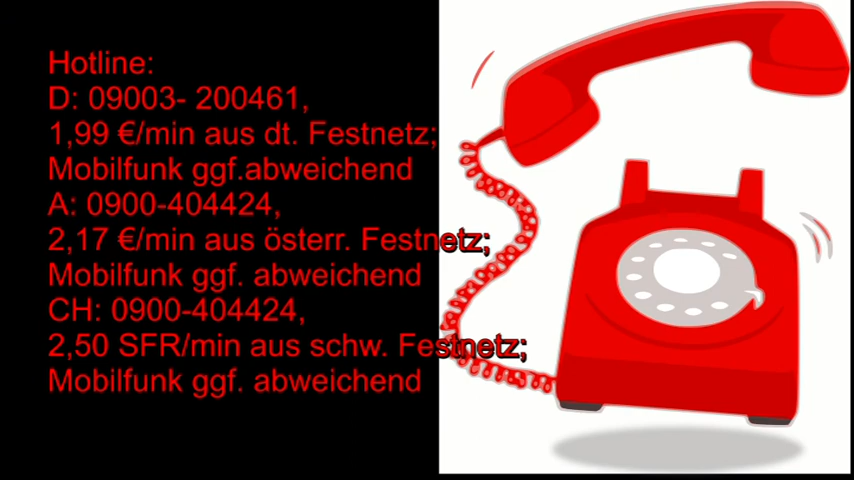 Hotline:
D: 09003- 200461,
1,99 €/min aus dt. Festnetz;
Mobilfunk ggf.abweichend
A: 0900-404424,
2,17 €/min aus österr. Festnetz;
Mobilfunk ggf. abweichend
CH: 0900-404424,
2,50 SFR/min aus schw. Festnetz;
Mobilfunk ggf. abweichend